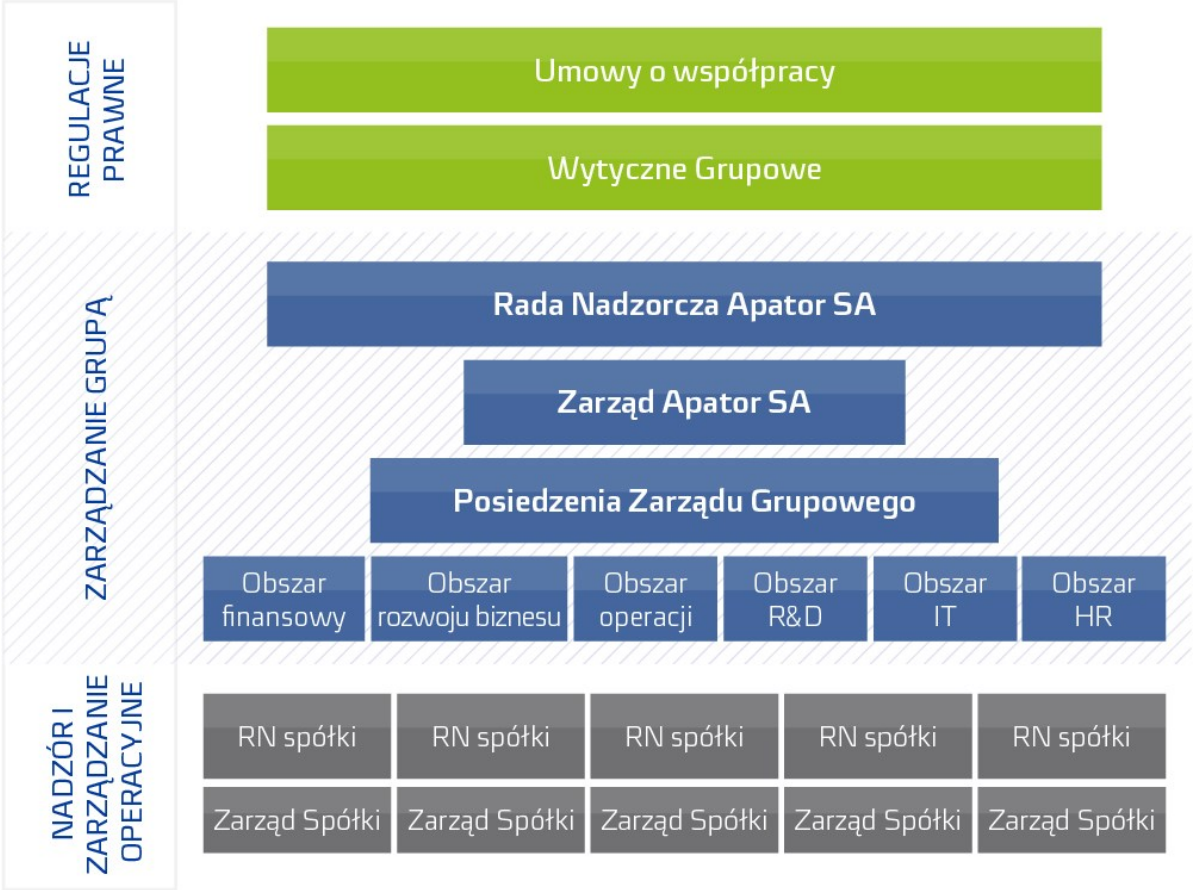 REGULACJE
PRAWNE
Umowy o współpracy
Wytyczne Grupowe
ZARZĄDZANIE GRUPĄ
Rada Nadzorcza Apator SA
Zarząd Apator SA
Posiedzenia Zarządu Grupowego
Obszar
finansowy
Obszar
rozwoju biznesu
Obszar
operacji
Obszar
R&D
Obszar
IT
Obszar
HR
NADZÓR I
ZARZĄDZANIE
OPERACYJNE
RN spółki
RN spółki
RN spółki
RN spółki
RN spółki
Zarząd Spółki
Zarząd Spółki
Zarząd Spółki
Zarząd Spółki
Zarząd Spółki